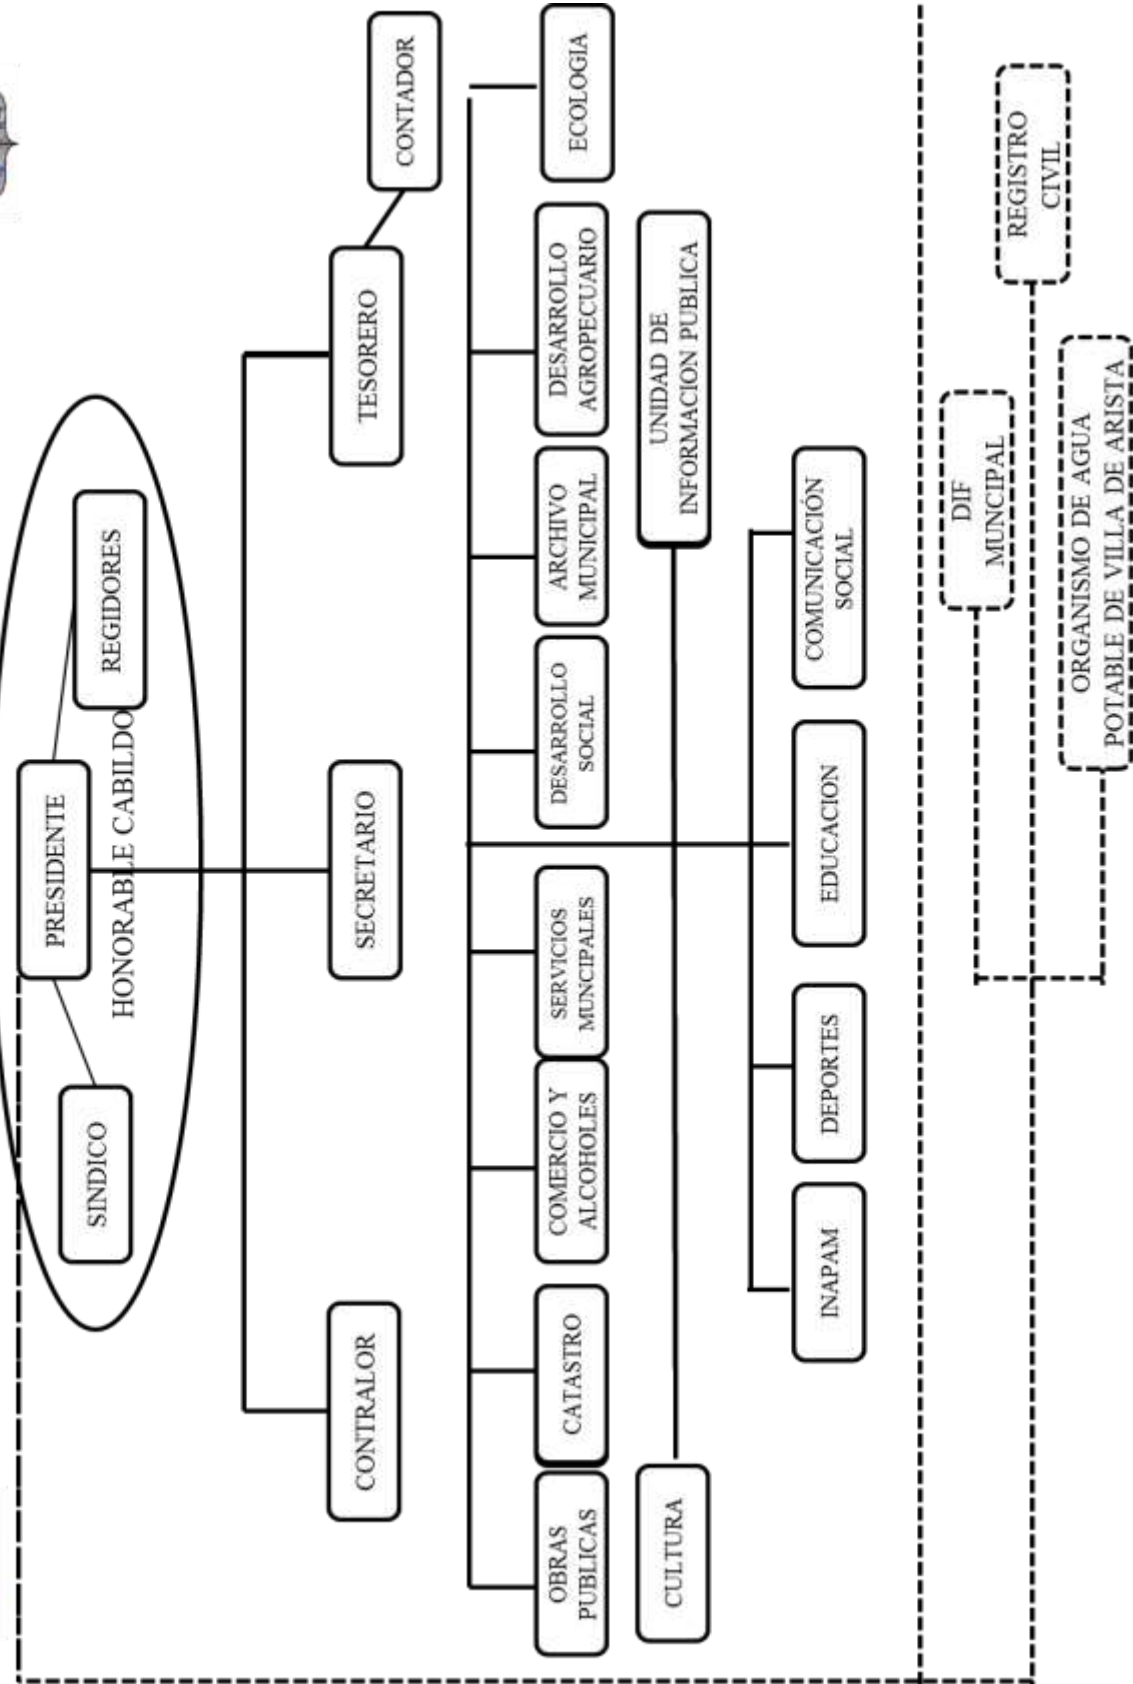 PRESIDENTE
SINDICO
REGIDORES
HONORABLE CABILDO
CONTRALOR
SECRETARIO
TESORERO
CONTADOR
OBRAS
PUBLICAS
CATASTRO
COMERCIO Y
ALCOHOLES
SERVICIOS
MUNCIPALES
DESARROLLO
SOCIAL
ARCHIVO
MUNICIPAL
DESARROLLO
AGROPECUARIO
ECOLOGIA
CULTURA
UNIDAD DE
INFORMACION PUBLICA
INAPAM
DEPORTES
EDUCACION
COMUNICACIÓN
SOCIAL
DIF
MUNCIPAL
REGISTRO
CIVIL
ORGANISMO DE AGUA
POTABLE DE VILLA DE ARISTA